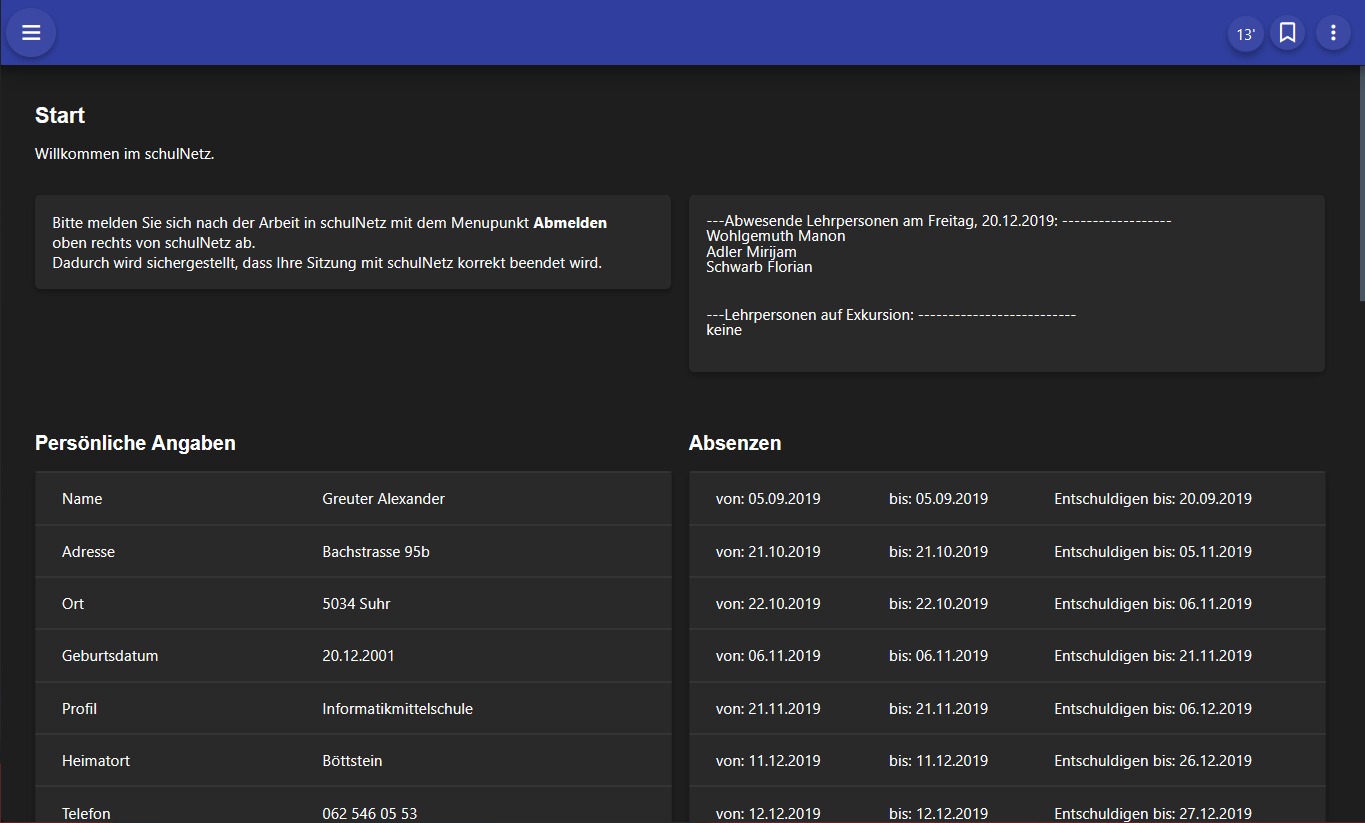 13'
Start
Willkommen im schulNetz.
Bitte melden Sie sich nach der Arbeit in schulNetz mit dem Menupunkt Abmelden
oben rechts von schulNetz ab.
Dadurch wird sichergestellt, dass Ihre Sitzung mit schulNetz korrekt beendet wird.
---Abwesende Lehrpersonen am Freitag, 20.12.2019: ------------------
Wohlgemuth Manon
Adler Mirijam
Schwarb Florian
---Lehrpersonen auf Exkursion: --------------------------
keine
Persönliche Angaben
Name Greuter Alexander
Adresse Bachstrasse 95b
Ort 5034 Suhr
Geburtsdatum 20.12.2001
Profil Informatikmittelschule
Heimatort Böttstein
Telefon 062 546 05 53
Absenzen
von: 05.09.2019 bis: 05.09.2019 Entschuldigen bis: 20.09.2019
von: 21.10.2019 bis: 21.10.2019 Entschuldigen bis: 05.11.2019
von: 22.10.2019 bis: 22.10.2019 Entschuldigen bis: 06.11.2019
von: 06.11.2019 bis: 06.11.2019 Entschuldigen bis: 21.11.2019
von: 21.11.2019 bis: 21.11.2019 Entschuldigen bis: 06.12.2019
von: 11.12.2019 bis: 11.12.2019 Entschuldigen bis: 26.12.2019
von: 12.12.2019 bis: 12.12.2019 Entschuldigen bis: 27.12.2019